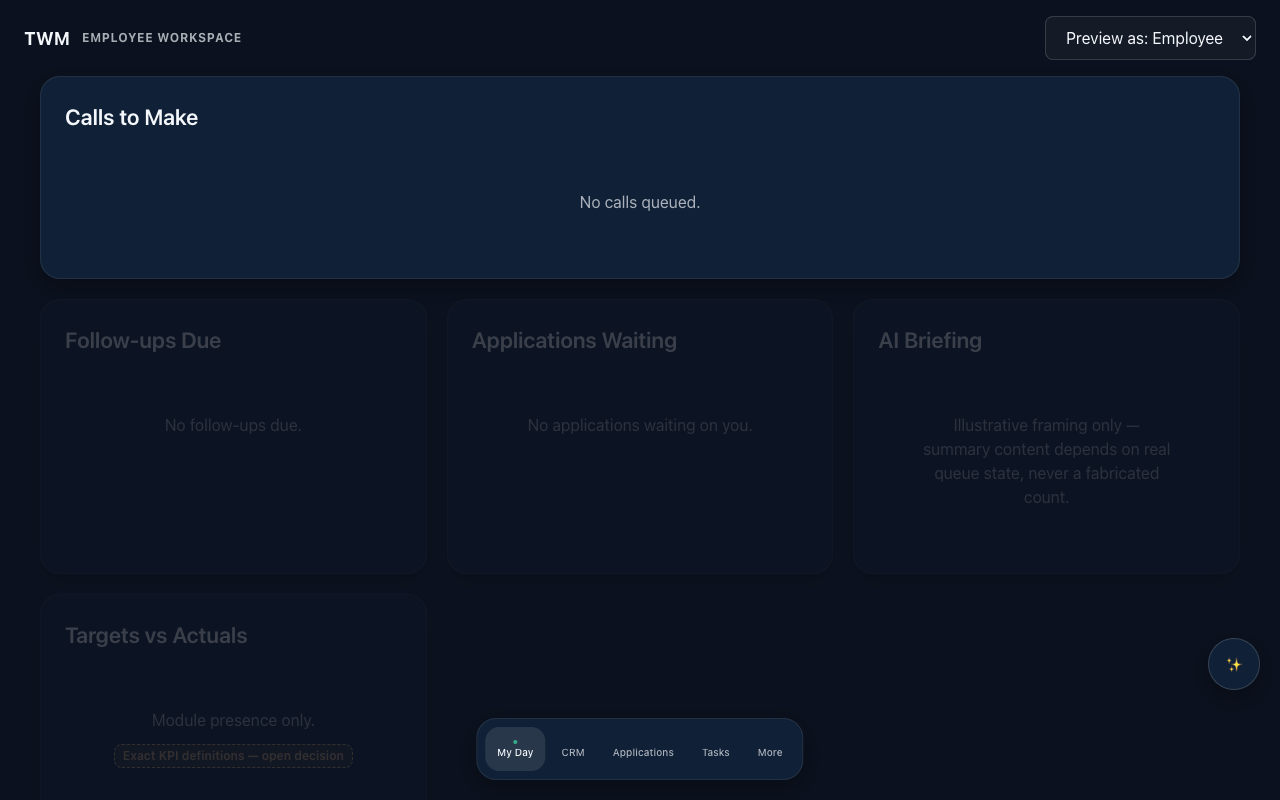 TWM EMPLOYEE WORKSPACE
Preview as: Employee
Calls to Make
No calls queued.
Follow-ups Due
No follow-ups due.
Applications Waiting
No applications waiting on you.
AI Briefing
Illustrative framing only —
summary content depends on real
queue state, never a fabricated
count.
Targets vs Actuals
Module presence only.
Exact KPI definitions — open decision
My Day
CRM
Applications
Tasks
More